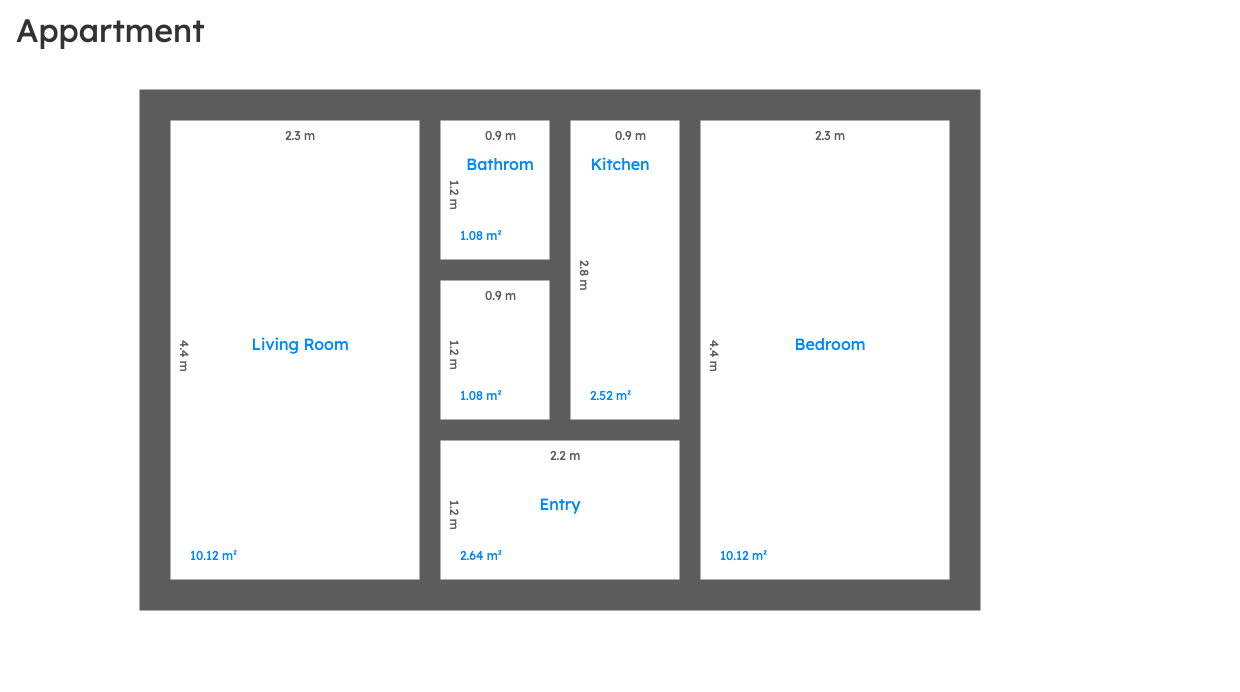 Appartment
2.3 m
0.9 m
0.9 m
2.3 m
Bathrom
Kitchen
1.2 m
1.08 m²
2.8 m
0.9 m
4.4 m
Living Room
1.2 m
4.4 m
Bedroom
1.08 m²
2.52 m²
2.2 m
1.2 m
Entry
10.12 m²
2.64 m²
10.12 m²